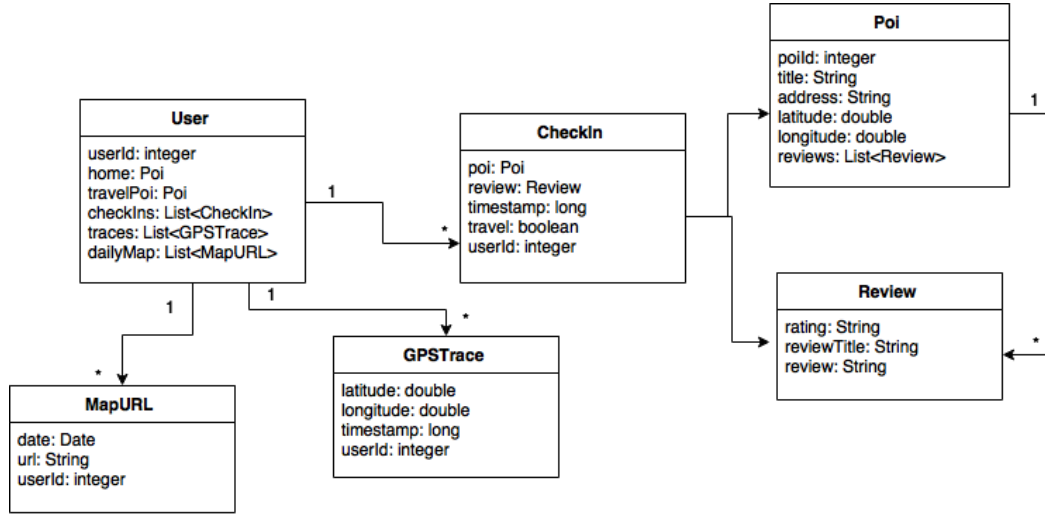 Poi
poiId: integer
title: String
address: String
latitude: double
longitude: double
reviews: List<Review>
1
User
userId: integer
home: Poi
travelPoi: Poi
checkIns: List<CheckIn>
traces: List<GPSTrace>
dailyMap: List<MapURL>
1
*
CheckIn
poi: Poi
review: Review
timestamp: long
travel: boolean
userId: integer
1
1
*
*
Review
rating: String
reviewTitle: String
review: String
*
GPSTrace
latitude: double
longitude: double
timestamp: long
userId: integer
MapURL
date: Date
url: String
userId: integer